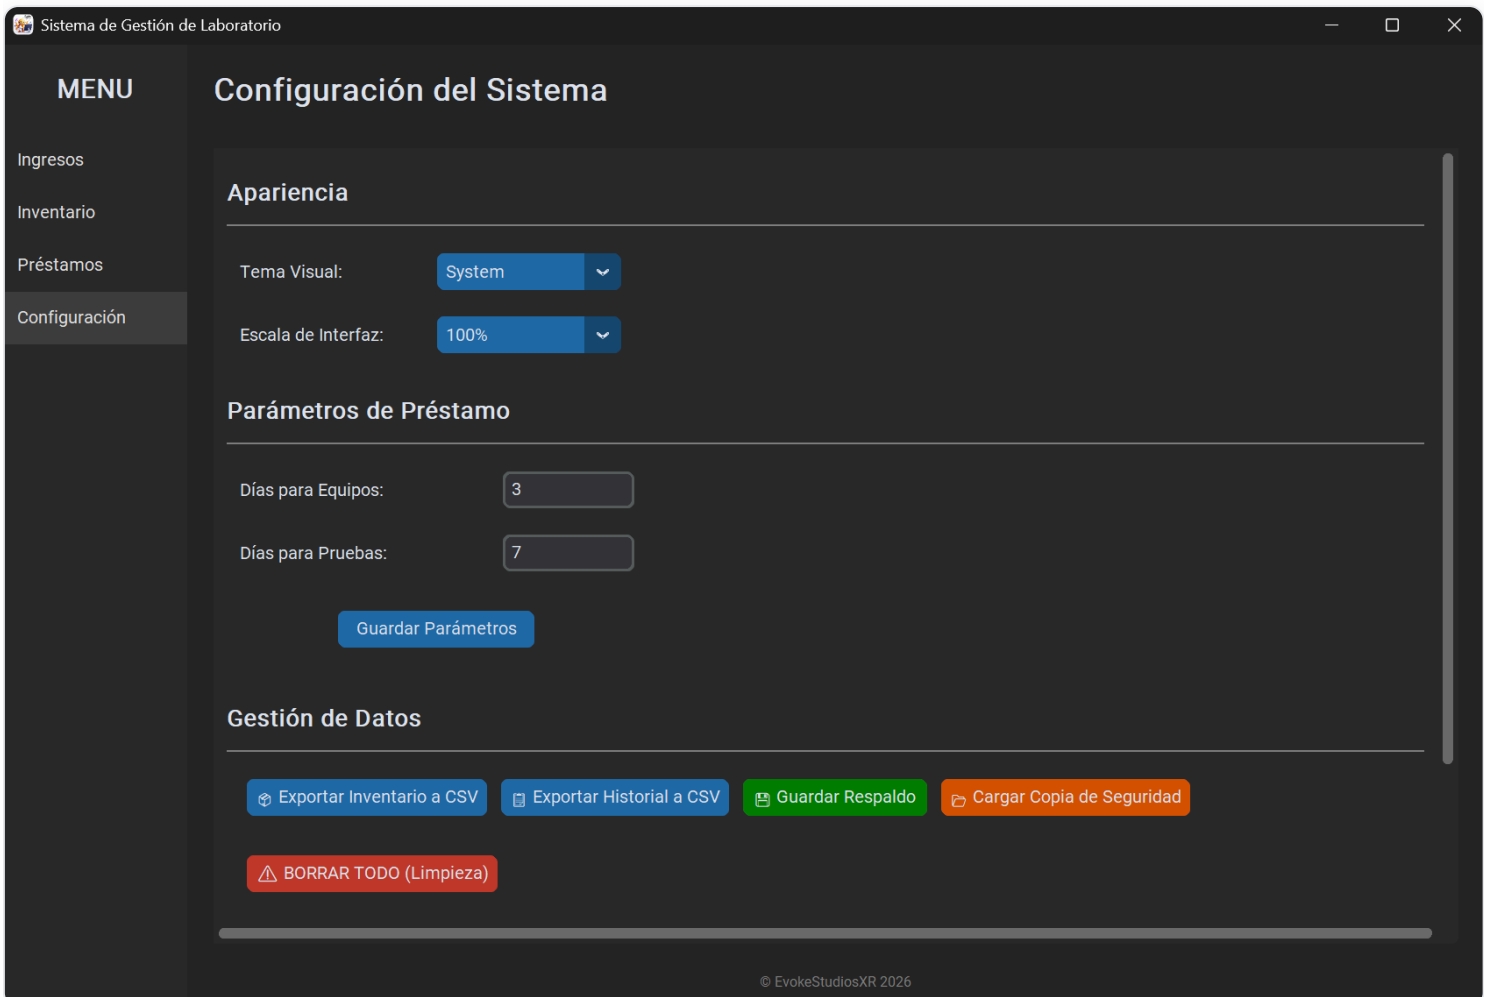 Sistema de Gestión de Laboratorio
MENU
Ingresos
Inventario
Préstamos
Configuración
Configuración del Sistema
Apariencia
Tema Visual: System
Escala de Interfaz: 100%
Parámetros de Préstamo
Días para Equipos: 3
Días para Pruebas: 7
Guardar Parámetros
Gestión de Datos
Exportar Inventario a CSV Exportar Historial a CSV Guardar Respaldo Cargar Copia de Seguridad
BORRAR TODO (Limpieza)
© EvokeStudiosXR 2026